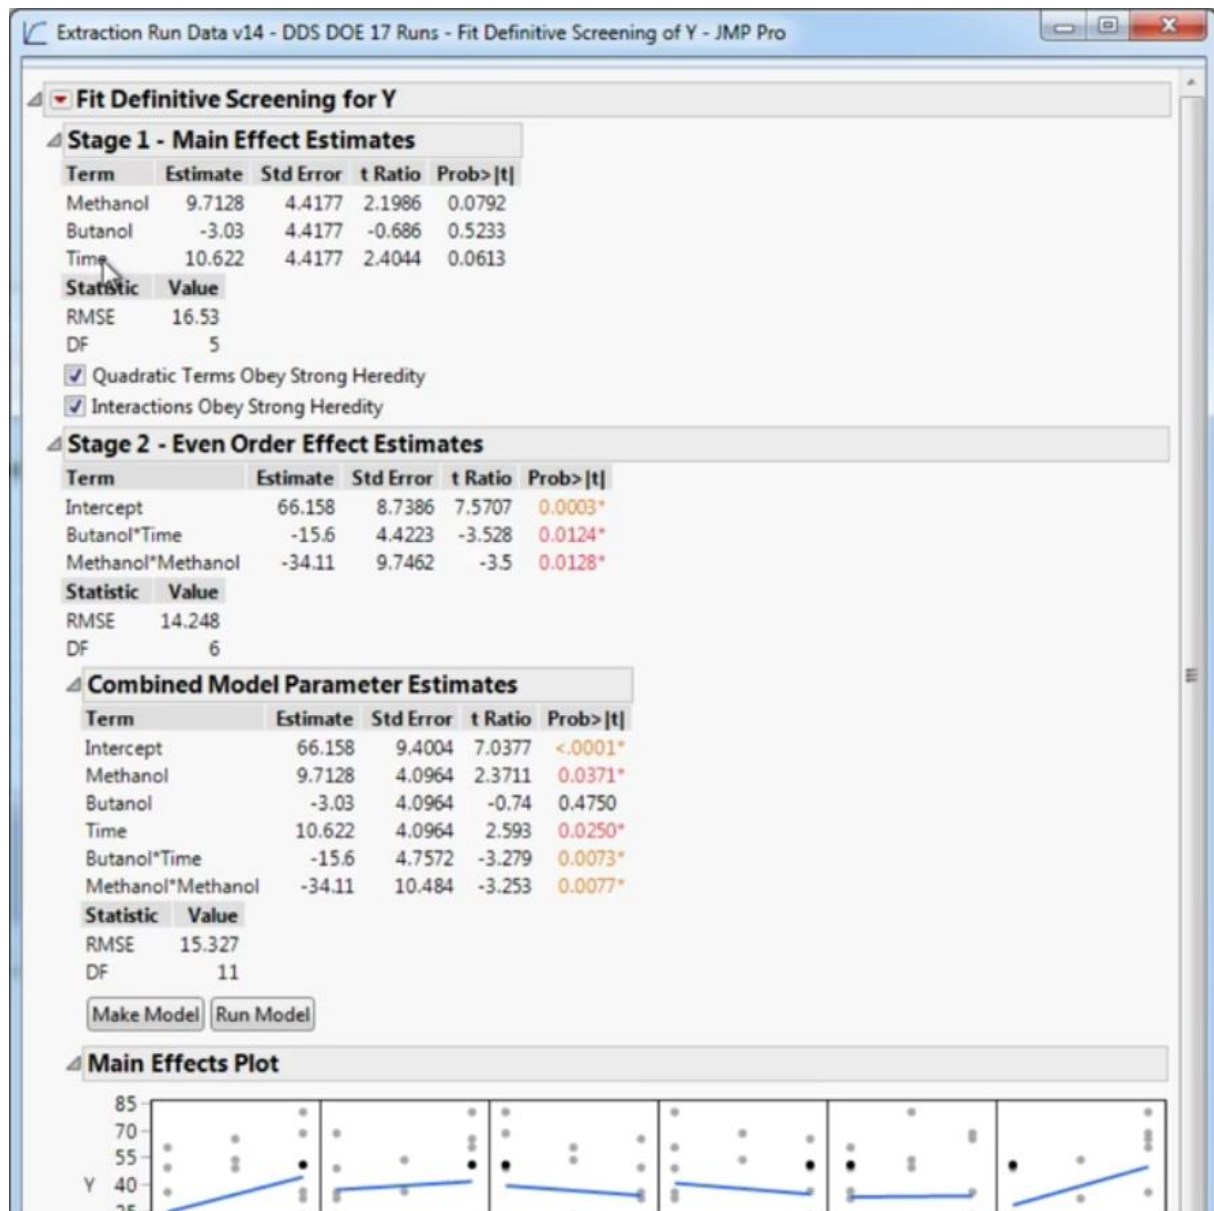 Extraction Run Data v14 - DDS DOE 17 Runs - Fit Definitive Screening of Y - JMP Pro
Fit Definitive Screening for Y
Stage 1 - Main Effect Estimates
Term Estimate Std Error t Ratio Prob>|t|
Methanol 9.7128 4.4177 2.1986 0.0792
Butanol -3.03 4.4177 -0.686 0.5233
Time 10.622 4.4177 2.4044 0.0613
Statistic Value
RMSE 16.53
DF 5
Quadratic Terms Obey Strong Heredity
Interactions Obey Strong Heredity
Stage 2 - Even Order Effect Estimates
Term Estimate Std Error t Ratio Prob>|t|
Intercept 66.158 8.7386 7.5707 0.0003*
Butanol*Time -15.6 4.4223 -3.528 0.0124*
Methanol*Methanol -34.11 9.7462 -3.5 0.0128*
Statistic Value
RMSE 14.248
DF 6
Combined Model Parameter Estimates
Term Estimate Std Error t Ratio Prob>|t|
Intercept 66.158 9.4004 7.0377 <.0001*
Methanol 9.7128 4.0964 2.3711 0.0371*
Butanol -3.03 4.0964 -0.74 0.4750
Time 10.622 4.0964 2.593 0.0250*
Butanol*Time -15.6 4.7572 -3.279 0.0073*
Methanol*Methanol -34.11 10.484 -3.253 0.0077*
Statistic Value
RMSE 15.327
DF 11
Make Model Run Model
Main Effects Plot
85
70
55
Y 40
25